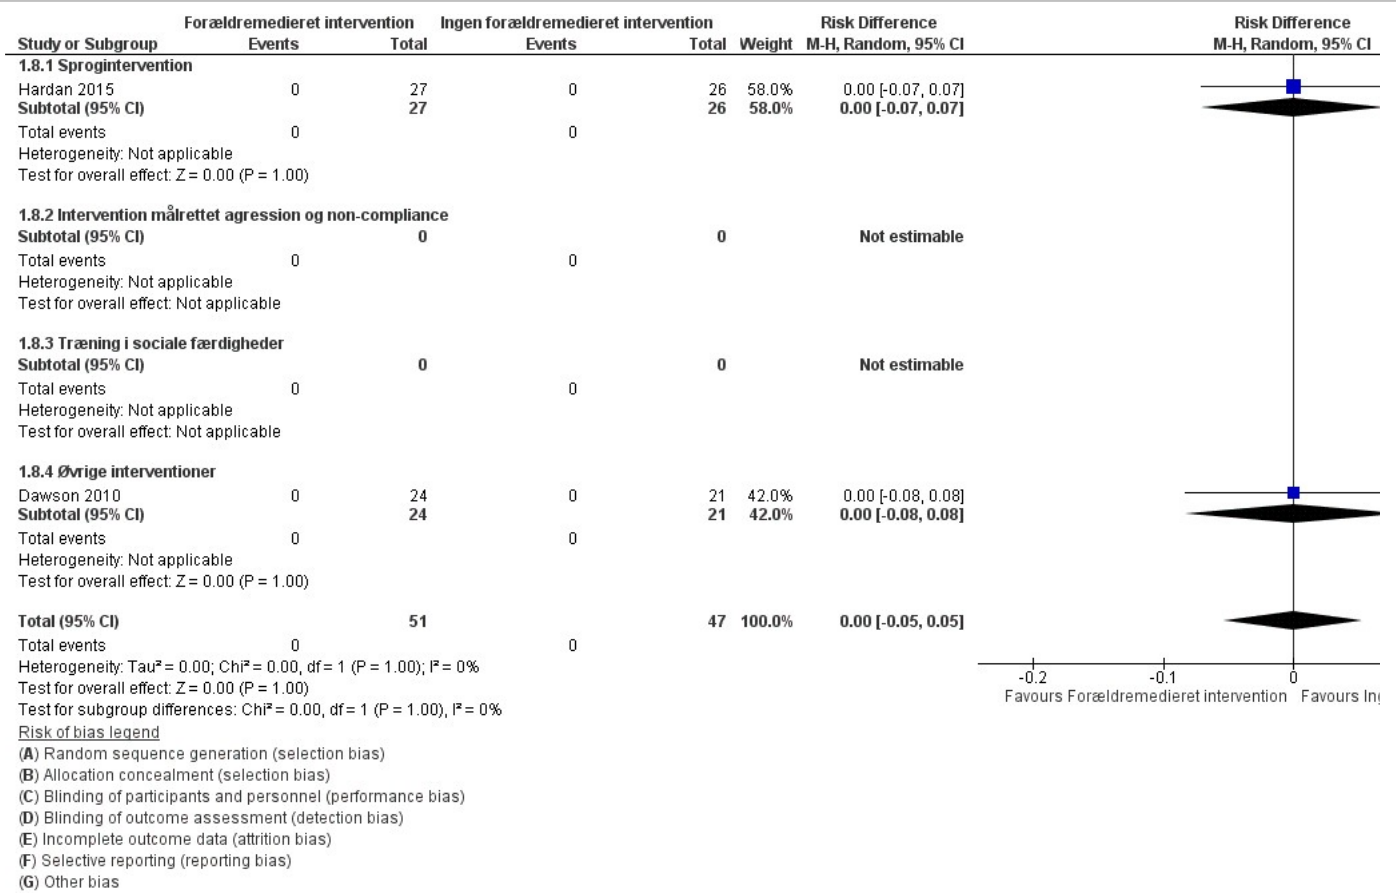 Forældremedieret intervention Ingen forældremedieret intervention Risk Difference Risk Difference
Study or Subgroup Events Total Events Total Weight M-H, Random, 95% CI M-H, Random, 95% CI
1.8.1 Sprogintervention
Hardan 2015 0 27 0 26 58.0% 0.00 [-0.07, 0.07]
Subtotal (95% CI) 27 26 58.0% 0.00 [-0.07, 0.07]
Total events 0 0
Heterogeneity: Not applicable
Test for overall effect: Z = 0.00 (P = 1.00)
1.8.2 Intervention målrettet agression og non-compliance
Subtotal (95% CI) 0 0 Not estimable
Total events 0 0
Heterogeneity: Not applicable
Test for overall effect: Not applicable
1.8.3 Træning i sociale færdigheder
Subtotal (95% CI) 0 0 Not estimable
Total events 0 0
Heterogeneity: Not applicable
Test for overall effect: Not applicable
1.8.4 Øvrige interventioner
Dawson 2010 0 24 0 21 42.0% 0.00 [-0.08, 0.08]
Subtotal (95% CI) 24 21 42.0% 0.00 [-0.08, 0.08]
Total events 0 0
Heterogeneity: Not applicable
Test for overall effect: Z = 0.00 (P = 1.00)
Total (95% CI) 51 47 100.0% 0.00 [-0.05, 0.05]
Total events 0 0
Heterogeneity: Tau² = 0.00; Chi² = 0.00, df = 1 (P = 1.00); I² = 0%
-0.2 -0.1 0
Test for overall effect: Z = 0.00 (P = 1.00)
Favours Forældremedieret intervention Favours
Test for subgroup differences: Chi² = 0.00, df = 1 (P = 1.00), I² = 0%
Risk of bias legend
(A) Random sequence generation (selection bias)
(B) Allocation concealment (selection bias)
(C) Blinding of participants and personnel (performance bias)
(D) Blinding of outcome assessment (detection bias)
(E) Incomplete outcome data (attrition bias)
(F) Selective reporting (reporting bias)
(G) Other bias